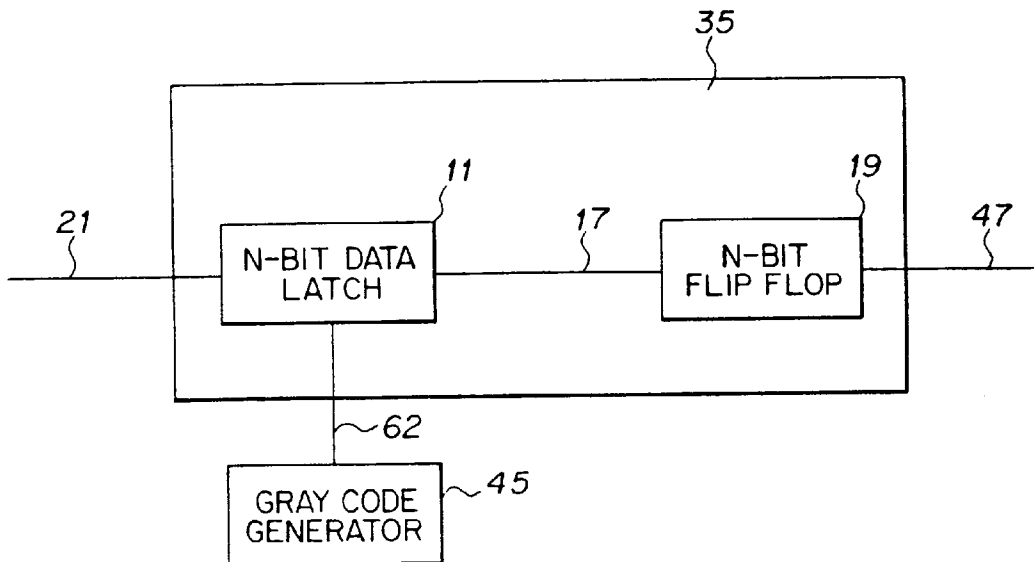 35
11
19
21
47
17
N-BIT DATA
LATCH
N-BIT
FLIP FLOP
62
45
GRAY CODE
GENERATOR